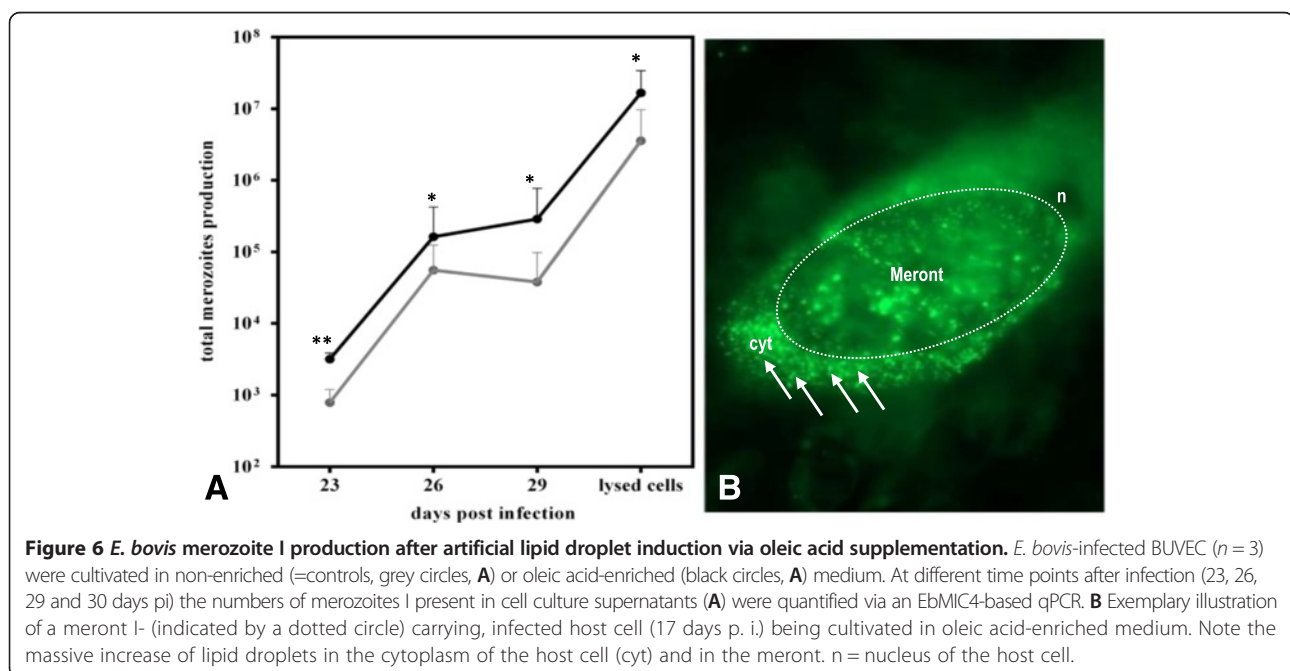 10^8
10^7
10^6
10^5
10^4
10^3
10^2
total merozoites production
**
*
*
*
23 26 29 lysed cells
days post infection
A
n
Meront
cyt
B
Figure 6 E. bovis merozoite I production after artificial lipid droplet induction via oleic acid supplementation. E. bovis-infected BUVEC (n = 3)
were cultivated in non-enriched (=controls, grey circles, A) or oleic acid-enriched (black circles, A) medium. At different time points after infection (23, 26,
29 and 30 days pi) the numbers of merozoites I present in cell culture supernatants (A) were quantified via an EbMIC4-based qPCR. B Exemplary illustration
of a meront I- (indicated by a dotted circle) carrying, infected host cell (17 days p. i.) being cultivated in oleic acid-enriched medium. Note the
massive increase of lipid droplets in the cytoplasm of the host cell (cyt) and in the meront. n = nucleus of the host cell.